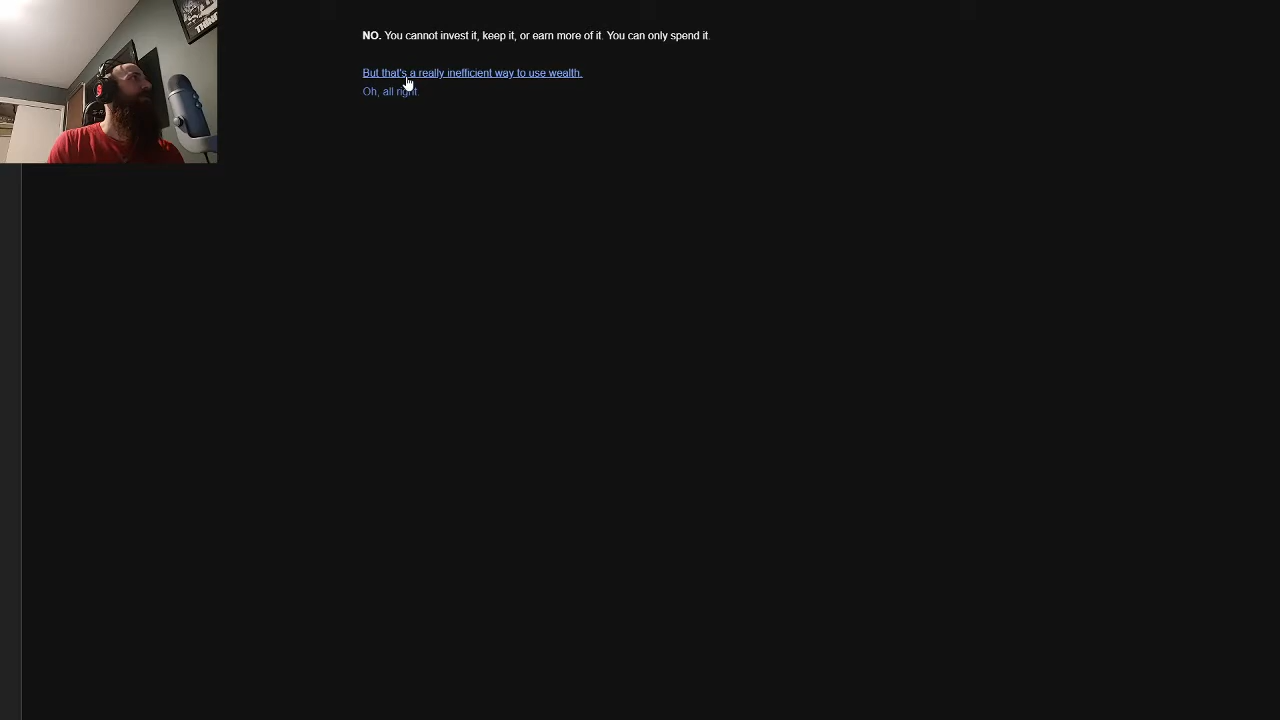 NO. You cannot invest it, keep it, or earn more of it. You can only spend it.
But that's a really inefficient way to use wealth.
Oh, all right.